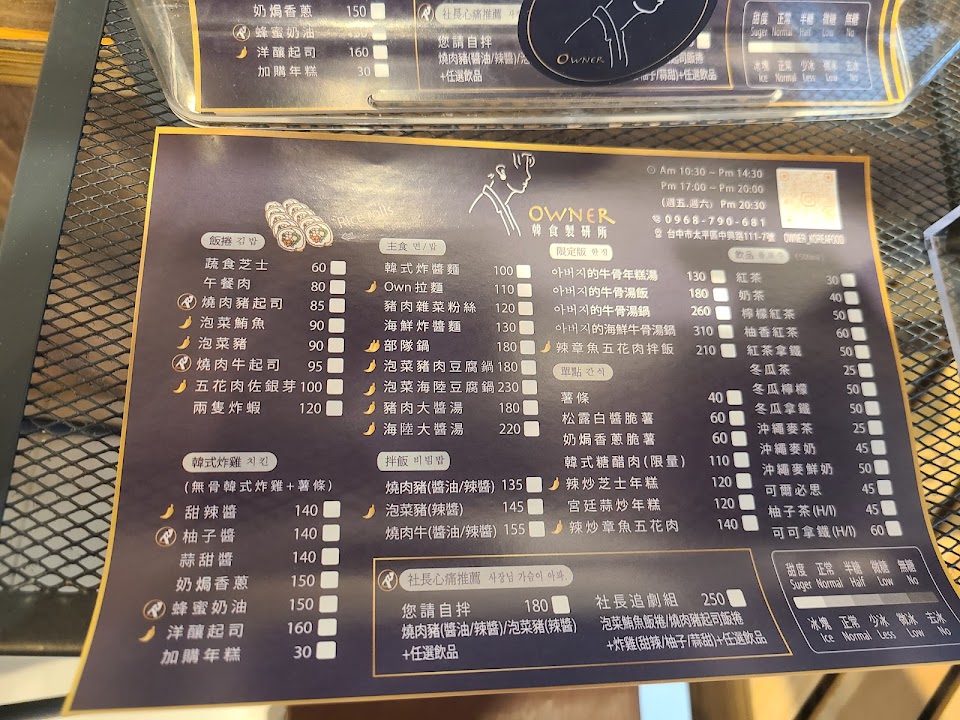 奶焗香蔥 150
蜂蜜奶油
洋釀起司 160
加購年糕 30
社長心痛推薦
您請自拌
燒肉豬(醬油/辣醬)/泡
+任選飲品
OWNER
起司飯捲
柚子/蒜甜)+任選飲品
甜度 正常 半糖 微糖 無糖
Suger Normal Half Low No
冰塊 正常 少冰 微冰 去冰
Ice Normal Less Low No
OWNER
韓食製研所
Am 10:30 ~ Pm 14:30
Pm 17:00 ~ Pm 20:00
(週五.週六) Pm 20:30
0968-790-681
台中市太平區中興路111-7號
OWNER_KOREAFOOD
Rice rolls
飯捲 김밥
蔬食芝士 60
午餐肉 80
燒肉豬起司 85
泡菜鮪魚 90
泡菜豬 90
燒肉牛起司 95
五花肉佐銀芽 100
兩隻炸蝦 120
韓式炸雞 치킨
(無骨韓式炸雞+薯條)
甜辣醬 140
柚子醬 140
蒜甜醬 140
奶焗香蔥 150
蜂蜜奶油 150
洋釀起司 160
加購年糕 30
主食 면/밥
韓式炸醬麵 100
Own拉麵 110
豬肉雜菜粉絲 120
海鮮炸醬麵 130
部隊鍋 180
泡菜豬肉豆腐鍋 180
泡菜海陸豆腐鍋 230
豬肉大醬湯 180
海陸大醬湯 220
拌飯 비빔밥
燒肉豬(醬油/辣醬) 135
泡菜豬(辣醬) 145
燒肉牛(醬油/辣醬) 155
限定版 한정
아버지的牛骨年糕湯 130
아버지的牛骨湯飯 180
아버지的牛骨湯鍋 260
아버지的海鮮牛骨湯鍋 310
辣章魚五花肉拌飯 210
單點 간식
薯條 40
松露白醬脆薯 60
奶焗香蔥脆薯 60
韓式糖醋肉(限量) 110
辣炒芝士年糕 120
宮廷蒜炒年糕 120
辣炒章魚五花肉 140
飲品
紅茶 30
奶茶 40
檸檬紅茶 50
柚香紅茶 60
紅茶拿鐵 50
冬瓜茶 25
冬瓜檸檬 50
冬瓜拿鐵 50
沖繩麥茶 25
沖繩麥奶 45
沖繩麥鮮奶 50
可爾必思 45
柚子茶(H/I) 45
可可拿鐵(H/I) 60
社長心痛推薦 사장님 가슴이 아파.
您請自拌 180
燒肉豬(醬油/辣醬)/泡菜豬(辣醬)
+任選飲品
社長追劇組 250
泡菜鮪魚飯捲/燒肉豬起司飯捲
+炸雞(甜辣/柚子/蒜甜)+任選飲品
甜度 正常 半糖 微糖 無糖
Suger Normal Half Low No
冰塊 正常 少冰 微冰 去冰
Ice Normal Less Low No